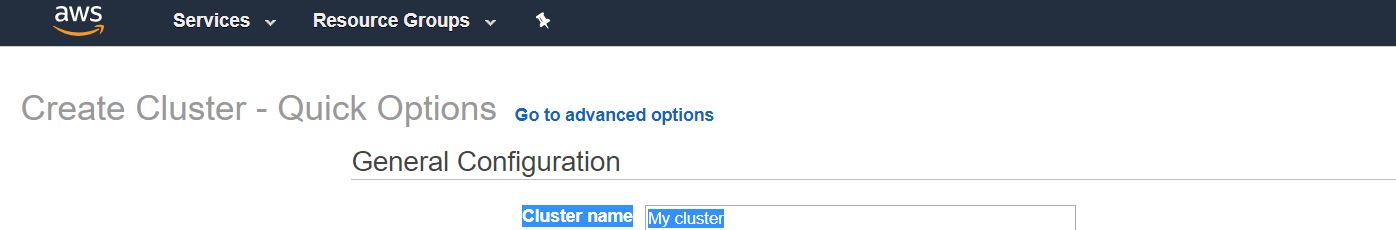 aws Services Resource Groups
Create Cluster - Quick Options Go to advanced options
General Configuration
Cluster name My cluster